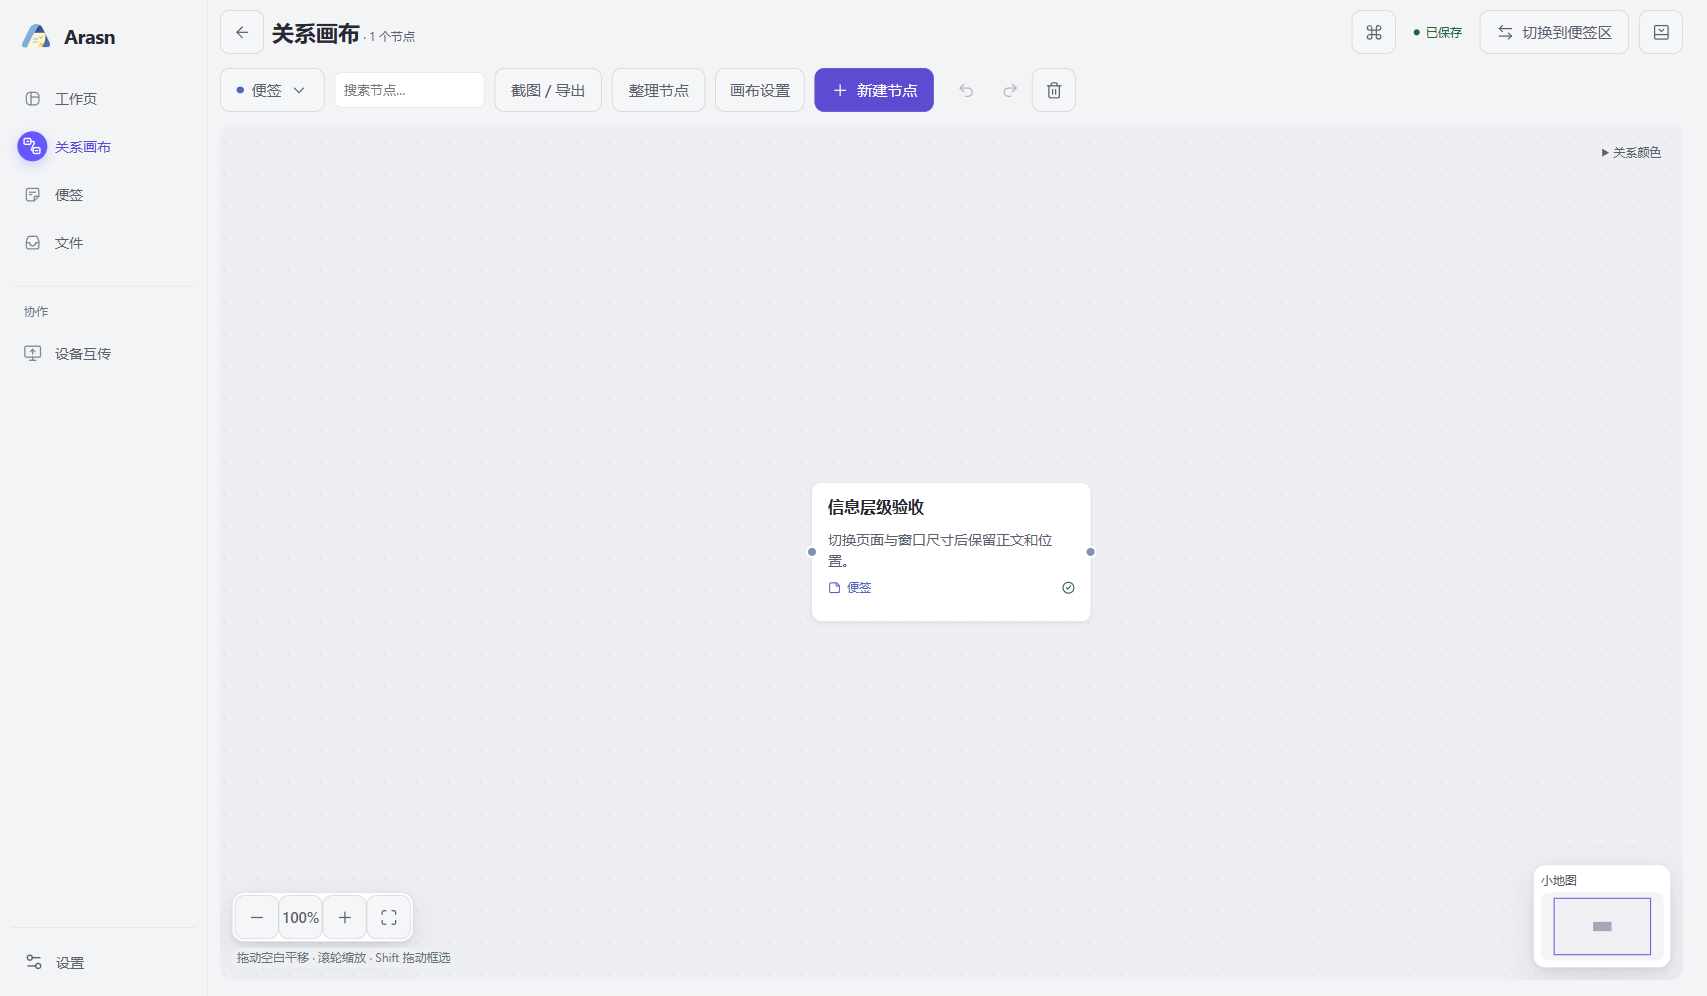 Arasn
工作页
关系画布
便签
文件
协作
设备互传
设置
关系画布 · 1 个节点
已保存
切换到便签区
便签
搜索节点...
截图 / 导出
整理节点
画布设置
新建节点
关系颜色
信息层级验收
切换页面与窗口尺寸后保留正文和位
置。
便签
100%
拖动空白平移 · 滚轮缩放 · Shift 拖动框选
小地图